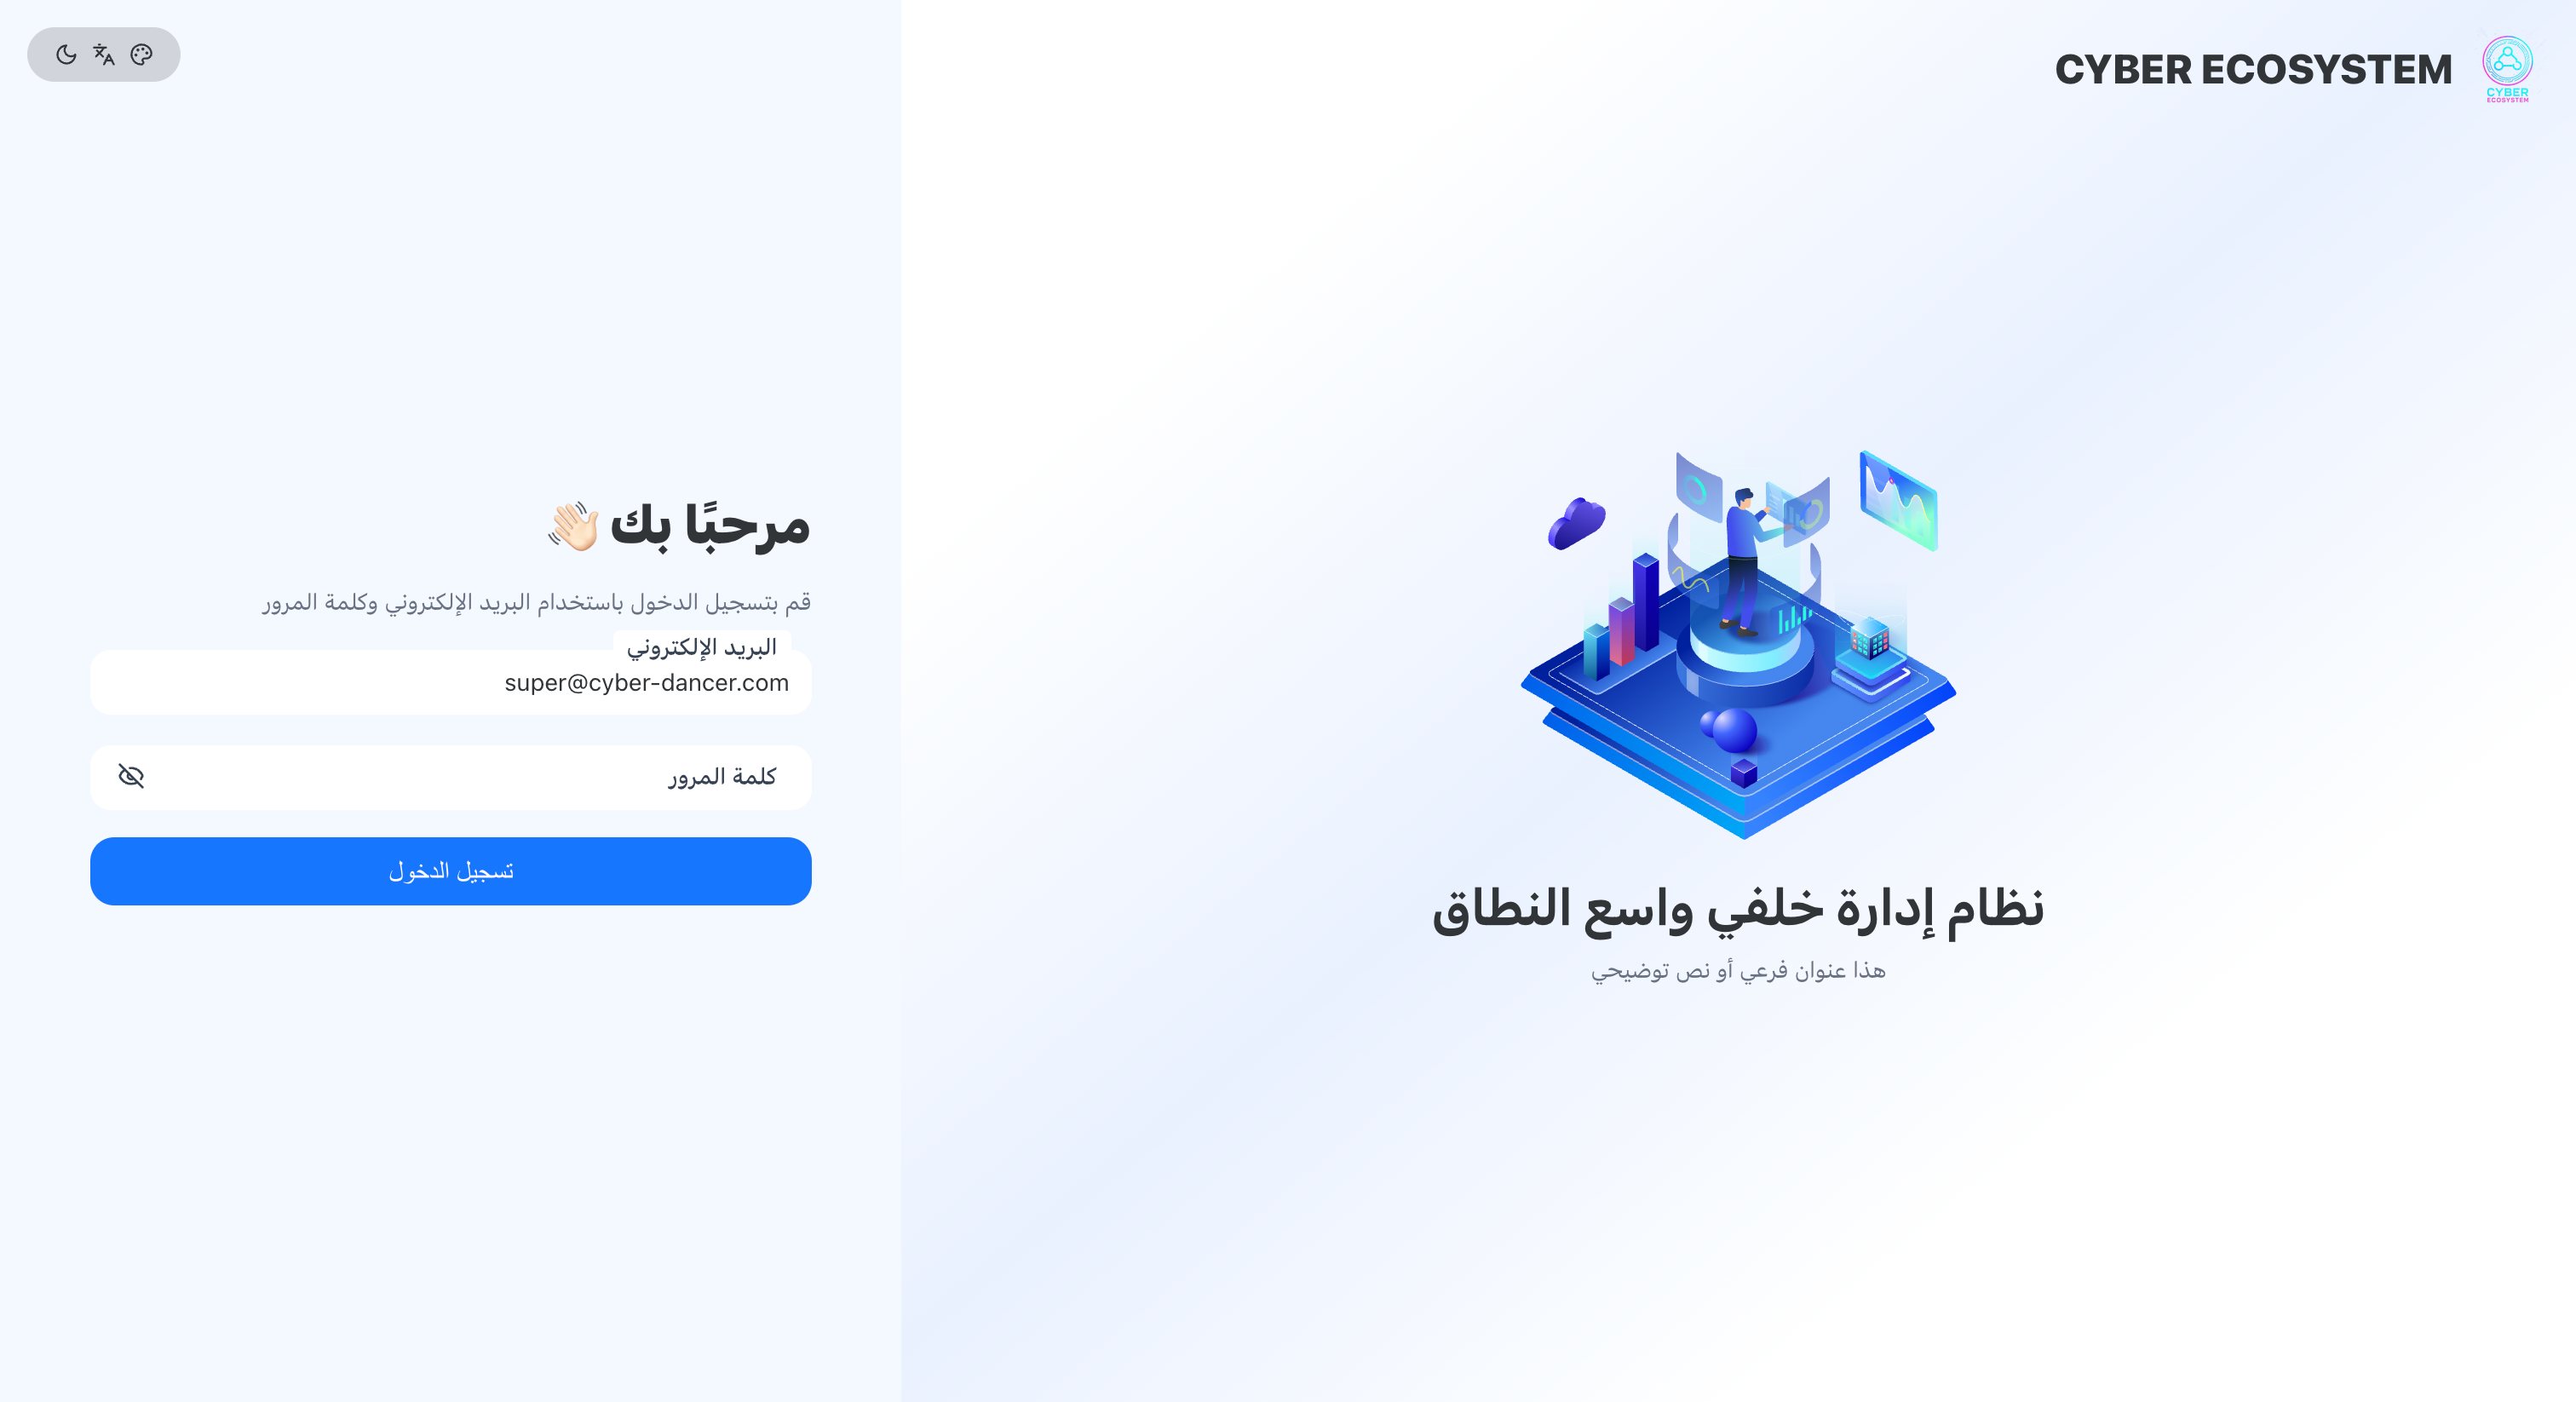 CYBER ECOSYSTEM
CYBER
ECOSYSTEM
نظام إدارة خلفي واسع النطاق
هذا عنوان فرعي أو نص توضيحي
مرحبًا بك 👋🏻
قم بتسجيل الدخول باستخدام البريد الإلكتروني وكلمة المرور
البريد الإلكتروني
super@cyber-dancer.com
كلمة المرور
تسجيل الدخول